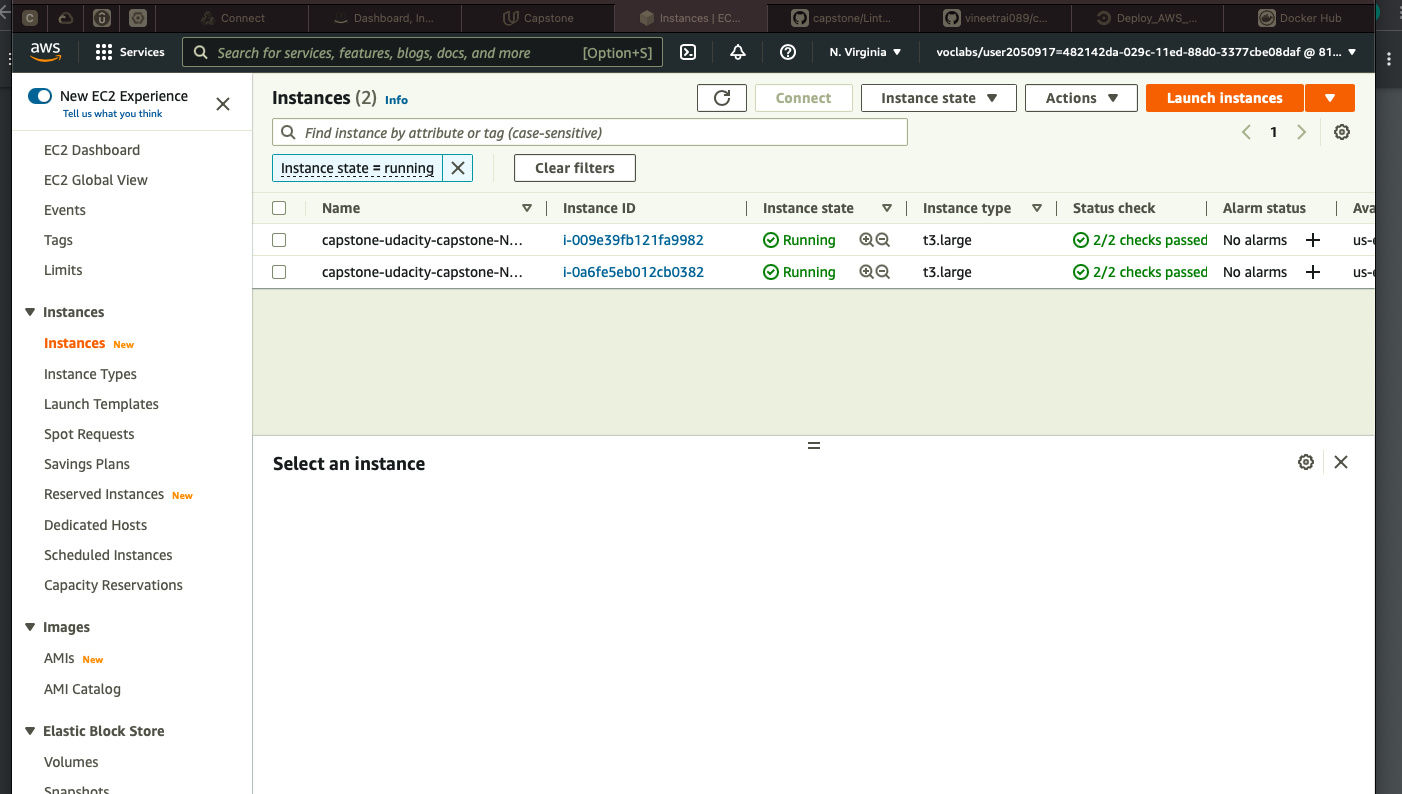 C Connect Dashboard, In... Capstone Instances | EC... capstone/Lint... vineetrai089/c... Deploy_AWS_... Docker Hub
aws Services Search for services, features, blogs, docs, and more [Option+S] N. Virginia ▼ voclabs/user2050917=482142da-029c-11ed-88d0-3377cbe08daf @ 81... ▼
New EC2 Experience
Tell us what you think
EC2 Dashboard
EC2 Global View
Events
Tags
Limits
Instances
Instances New
Instance Types
Launch Templates
Spot Requests
Savings Plans
Reserved Instances New
Dedicated Hosts
Scheduled Instances
Capacity Reservations
Images
AMIs New
AMI Catalog
Elastic Block Store
Volumes
Snapshots
Instances (2) Info Connect Instance state ▼ Actions ▼ Launch instances ▼
Find instance by attribute or tag (case-sensitive) 1
Instance state = running Clear filters
Name Instance ID Instance state Instance type Status check Alarm status Ava
capstone-udacity-capstone-N... i-009e39fb121fa9982 Running t3.large 2/2 checks passed No alarms + us-e
capstone-udacity-capstone-N... i-0a6fe5eb012cb0382 Running t3.large 2/2 checks passed No alarms + us-e
Select an instance